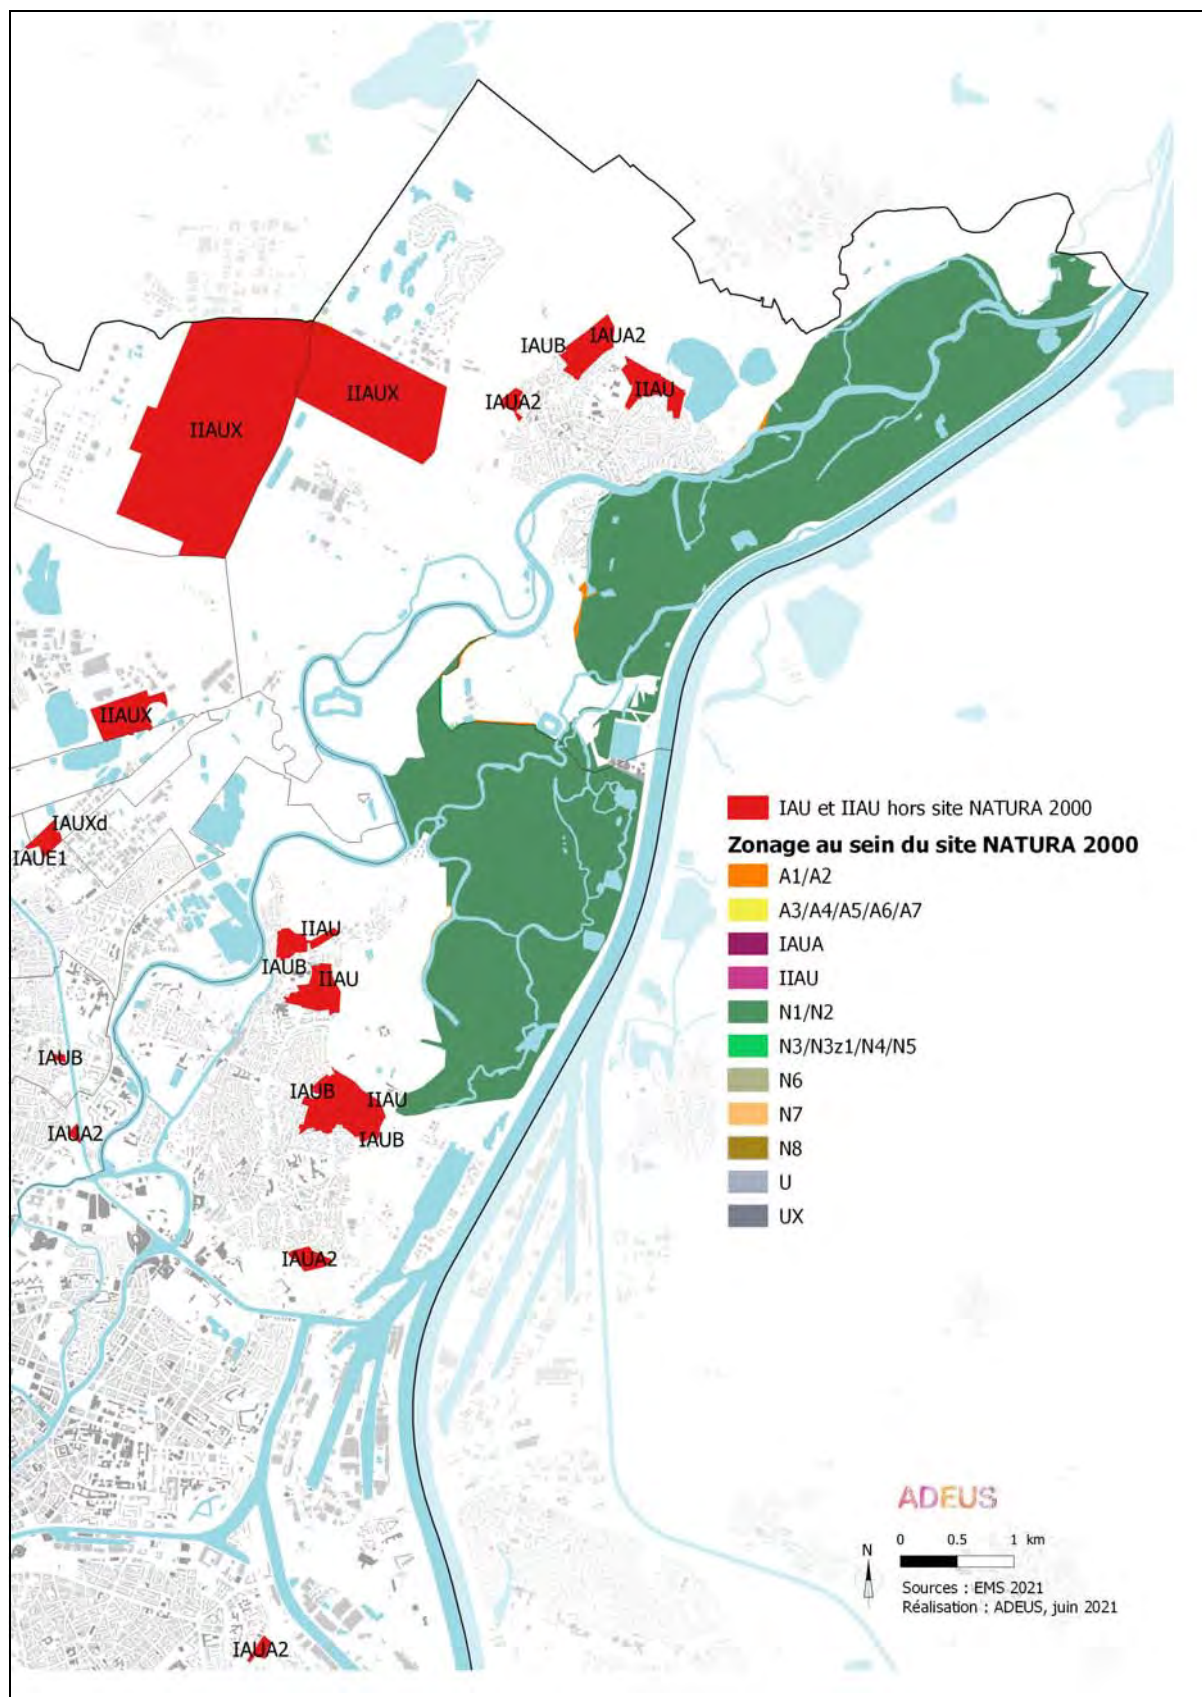 IAUA2
IAUB
IIAUX
IIAU
IAUA2
IIAUX
IIAUX
IAUXd
IAUE1
IIAU
IAUB
IIAU
IAUB
IAUB
IIAU
IAUA2
IAUB
IAUA2
IAUA2
IAU et IIAU hors site NATURA 2000
Zonage au sein du site NATURA 2000
A1/A2
A3/A4/A5/A6/A7
IAUA
IIAU
N1/N2
N3/N3z1/N4/N5
N6
N7
N8
U
UX
ADEUS
0 0.5 1 km
N
Sources : EMS 2021
Réalisation : ADEUS, juin 2021